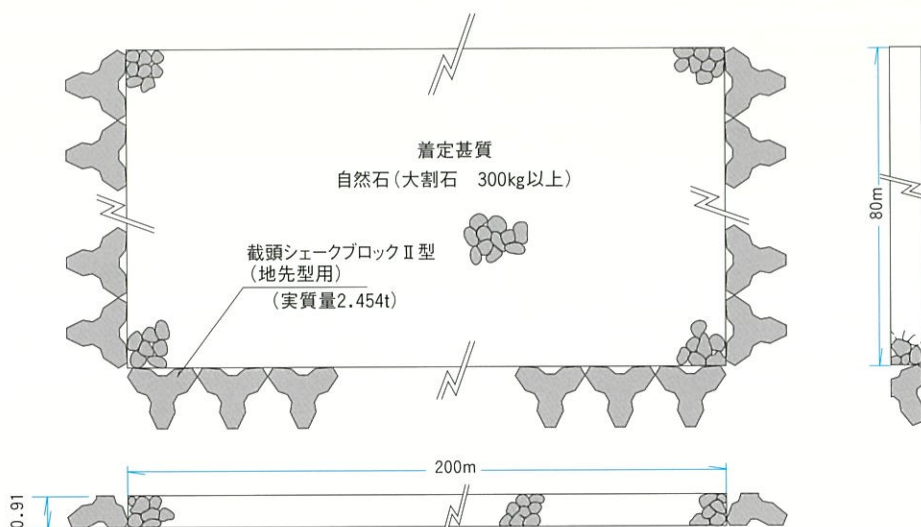 着定甚質
自然石(大割石　300kg以上)
截頭シェークブロックⅡ型
(地先型用)
(実質量2.454t)
80m
200m
0.91